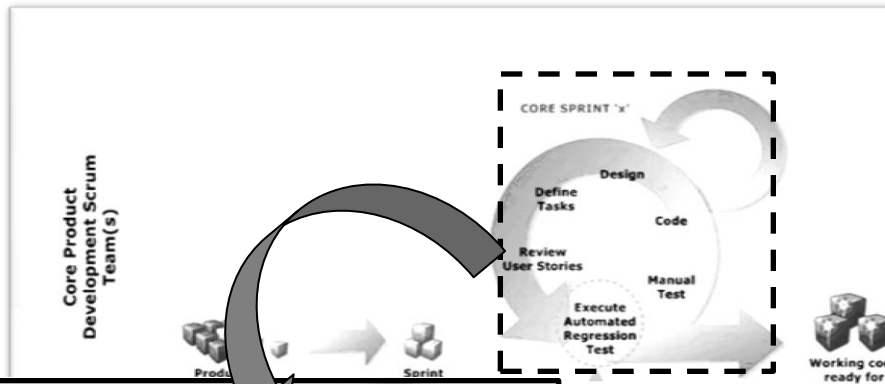 CORE SPRINT 'x'
Core Product
Development Scrum
Team(s)
Design
Define
Tasks
Code
Review
User Stories
Manual
Test
Execute
Automated
Regression
Test
Sprint
Working
ready for